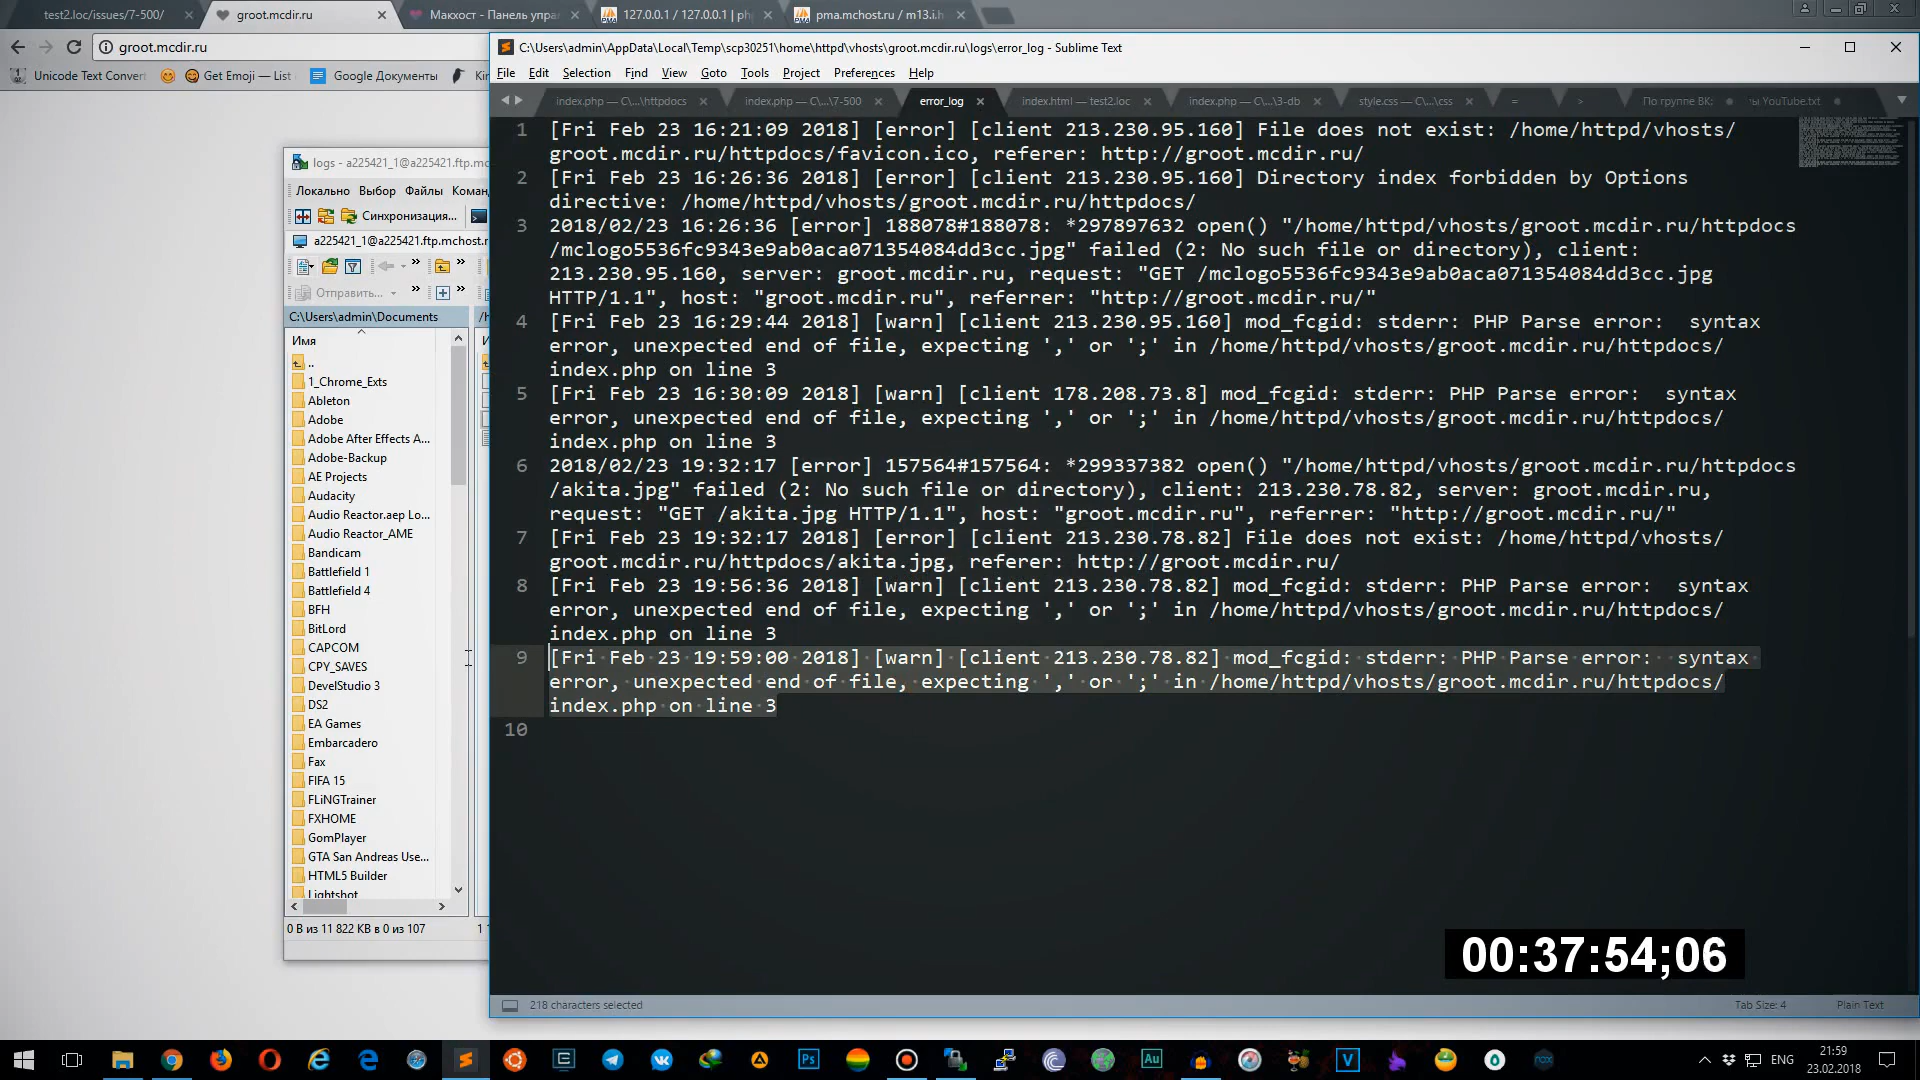 test2.loc/issues/7-500/
groot.mcdir.ru
Макхост - Панель упра
127.0.0.1 / 127.0.0.1 | ph
pma.mchost.ru / m13.i.h
groot.mcdir.ru
Unicode Text Convert
Get Emoji — List
Google Документы
C:\Users\admin\AppData\Local\Temp\scp30251\home\httpd\vhosts\groot.mcdir.ru\logs\error_log - Sublime Text
File Edit Selection Find View Goto Tools Project Preferences Help
index.php — C\...\httpdocs
index.php — C\...\7-500
error_log
index.html — test2.loc
index.php — C\...\3-db
style.css — C\...\css
=
>
По группе ВК:
ты YouTube.txt
1 [Fri Feb 23 16:21:09 2018] [error] [client 213.230.95.160] File does not exist: /home/httpd/vhosts/
groot.mcdir.ru/httpdocs/favicon.ico, referer: http://groot.mcdir.ru/
2 [Fri Feb 23 16:26:36 2018] [error] [client 213.230.95.160] Directory index forbidden by Options
directive: /home/httpd/vhosts/groot.mcdir.ru/httpdocs/
3 2018/02/23 16:26:36 [error] 188078#188078: *297897632 open() "/home/httpd/vhosts/groot.mcdir.ru/httpdocs
/mclogo5536fc9343e9ab0aca071354084dd3cc.jpg" failed (2: No such file or directory), client:
213.230.95.160, server: groot.mcdir.ru, request: "GET /mclogo5536fc9343e9ab0aca071354084dd3cc.jpg
HTTP/1.1", host: "groot.mcdir.ru", referrer: "http://groot.mcdir.ru/"
4 [Fri Feb 23 16:29:44 2018] [warn] [client 213.230.95.160] mod_fcgid: stderr: PHP Parse error:  syntax
error, unexpected end of file, expecting ',' or ';' in /home/httpd/vhosts/groot.mcdir.ru/httpdocs/
index.php on line 3
5 [Fri Feb 23 16:30:09 2018] [warn] [client 178.208.73.8] mod_fcgid: stderr: PHP Parse error:  syntax
error, unexpected end of file, expecting ',' or ';' in /home/httpd/vhosts/groot.mcdir.ru/httpdocs/
index.php on line 3
6 2018/02/23 19:32:17 [error] 157564#157564: *299337382 open() "/home/httpd/vhosts/groot.mcdir.ru/httpdocs
/akita.jpg" failed (2: No such file or directory), client: 213.230.78.82, server: groot.mcdir.ru,
request: "GET /akita.jpg HTTP/1.1", host: "groot.mcdir.ru", referrer: "http://groot.mcdir.ru/"
7 [Fri Feb 23 19:32:17 2018] [error] [client 213.230.78.82] File does not exist: /home/httpd/vhosts/
groot.mcdir.ru/httpdocs/akita.jpg, referer: http://groot.mcdir.ru/
8 [Fri Feb 23 19:56:36 2018] [warn] [client 213.230.78.82] mod_fcgid: stderr: PHP Parse error:  syntax
error, unexpected end of file, expecting ',' or ';' in /home/httpd/vhosts/groot.mcdir.ru/httpdocs/
index.php on line 3
9 [Fri Feb 23 19:59:00 2018] [warn] [client 213.230.78.82] mod_fcgid: stderr: PHP Parse error:  syntax
error, unexpected end of file, expecting ',' or ';' in /home/httpd/vhosts/groot.mcdir.ru/httpdocs/
index.php on line 3
10
logs - a225421_1@a225421.ftp.mc
Локально Выбор Файлы Коман
Синхронизация...
a225421_1@a225421.ftp.mchost.r
Отправить...
C:\Users\admin\Documents
Имя
..
1_Chrome_Exts
Ableton
Adobe
Adobe After Effects A...
Adobe-Backup
AE Projects
Audacity
Audio Reactor.aep Lo...
Audio Reactor_AME
Bandicam
Battlefield 1
Battlefield 4
BFH
BitLord
CAPCOM
CPY_SAVES
DevelStudio 3
DS2
EA Games
Embarcadero
Fax
FIFA 15
FLiNGTrainer
FXHOME
GomPlayer
GTA San Andreas Use...
HTML5 Builder
Lightshot
0 B из 11 822 KB в 0 из 107
00:37:54;06
218 characters selected
Tab Size: 4
Plain Text
ENG
21:59
23.02.2018